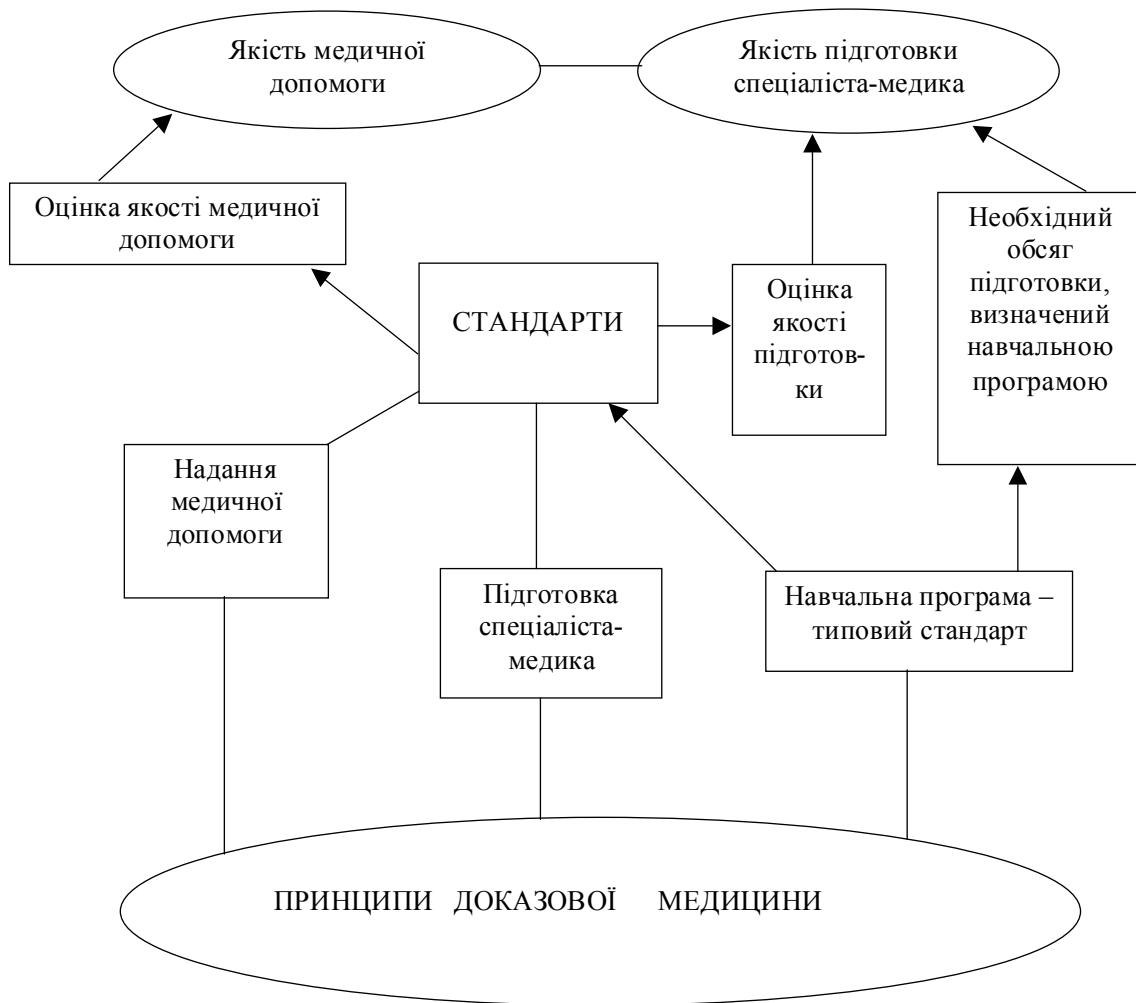 Якість медичної
допомоги
Якість підготовки
спеціаліста-медика
Оцінка якості медичної
допомоги
СТАНДАРТИ
Оцінка
якості
підготов-
ки
Необхідний
обсяг
підготовки,
визначений
навчальною
програмою
Надання
медичної
допомоги
Підготовка
спеціаліста-
медика
Навчальна програма –
типовий стандарт
ПРИНЦИПИ ДОКАЗОВОЇ МЕДИЦИНИ